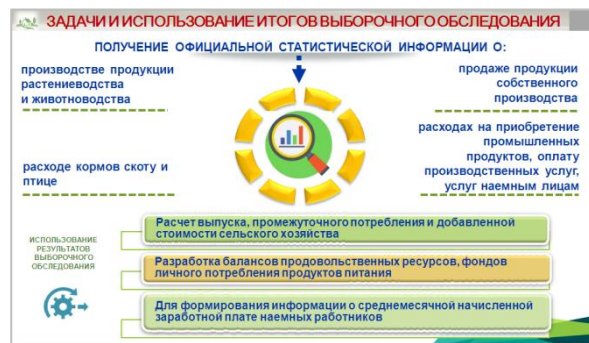 ЗАДАЧИ И ИСПОЛЬЗОВАНИЕ ИТОГОВ ВЫБОРОЧНОГО ОБСЛЕДОВАНИЯ
ПОЛУЧЕНИЕ ОФИЦИАЛЬНОЙ СТАТИСТИЧЕСКОЙ ИНФОРМАЦИИ О:
производстве продукции
растениеводства
и животноводства
расходе кормов скоту и
птице
продаже продукции
собственного
производства
расходах на приобретение
промышленных
продуктов, оплату
производственных услуг,
услуг наемным лицам
ИСПОЛЬЗОВАНИЕ
РЕЗУЛЬТАТОВ
ВЫБОРОЧНОГО
ОБСЛЕДОВАНИЯ
Расчет выпуска, промежуточного потребления и добавленной
стоимости сельского хозяйства
Разработка балансов продовольственных ресурсов, фондов
личного потребления продуктов питания
Для формирования информации о среднемесячной начисленной
заработной плате наемных работников